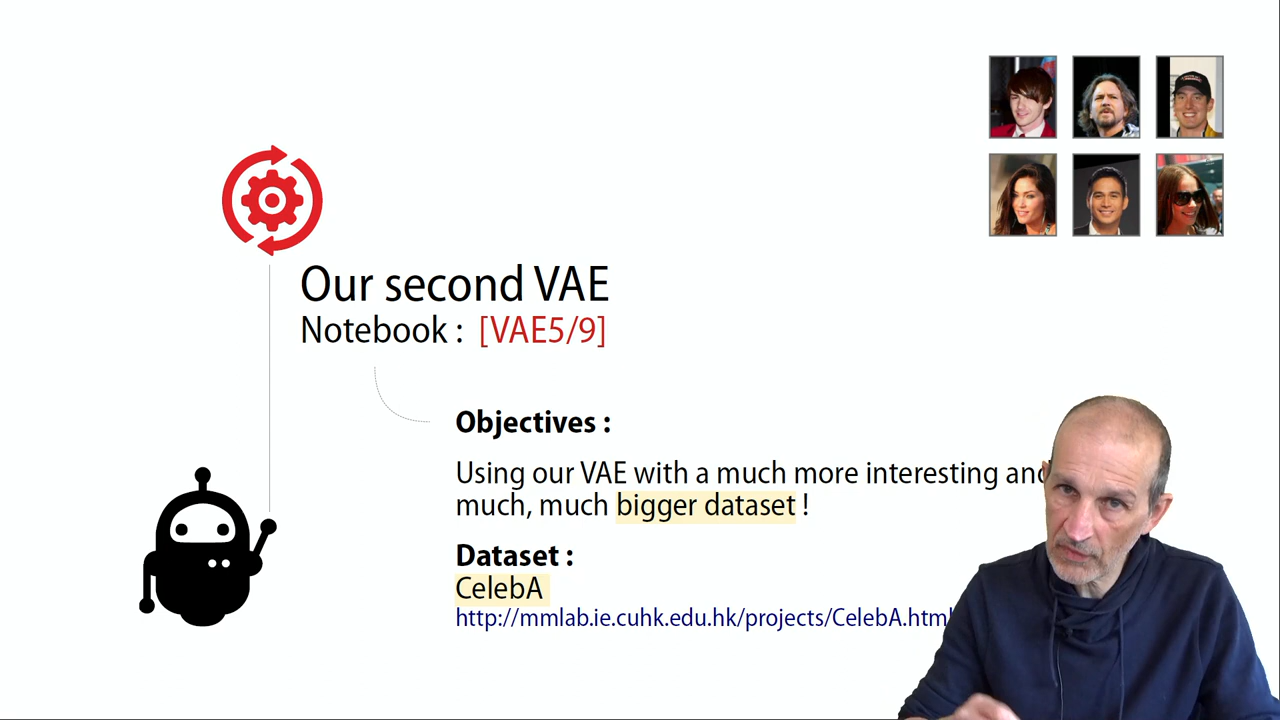 Our second VAE
Notebook : [VAE5/9]
Objectives :
Using our VAE with a much more interesting and
much, much bigger dataset !
Dataset :
CelebA
http://mmlab.ie.cuhk.edu.hk/projects/CelebA.html